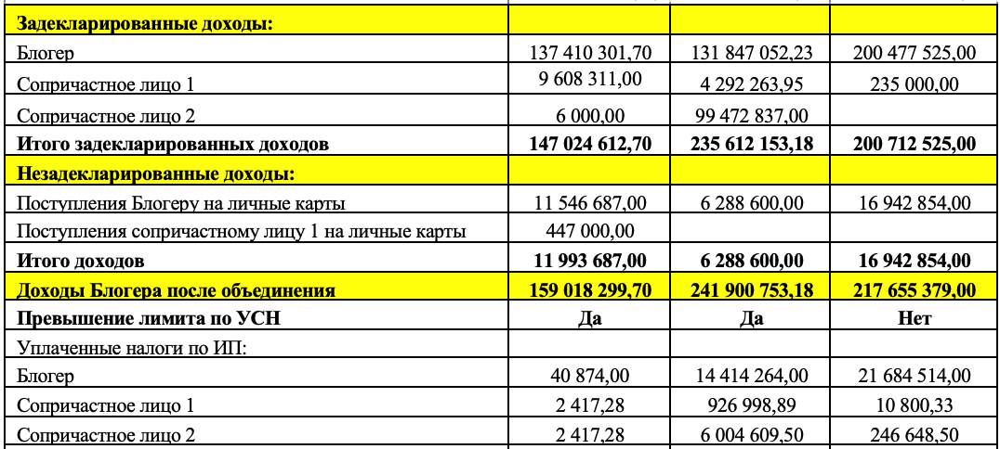 Задекларированные доходы:
Блогер 137 410 301,70 131 847 052,23 200 477 525,00
Сопричастное лицо 1 9 608 311,00 4 292 263,95 235 000,00
Сопричастное лицо 2 6 000,00 99 472 837,00
Итого задекларированных доходов 147 024 612,70 235 612 153,18 200 712 525,00
Незадекларированные доходы:
Поступления Блогеру на личные карты 11 546 687,00 6 288 600,00 16 942 854,00
Поступления сопричастному лицу 1 на личные карты 447 000,00
Итого доходов 11 993 687,00 6 288 600,00 16 942 854,00
Доходы Блогера после объединения 159 018 299,70 241 900 753,18 217 655 379,00
Превышение лимита по УСН Да Да Нет
Уплаченные налоги по ИП:
Блогер 40 874,00 14 414 264,00 21 684 514,00
Сопричастное лицо 1 2 417,28 926 998,89 10 800,33
Сопричастное лицо 2 2 417,28 6 004 609,50 246 648,50